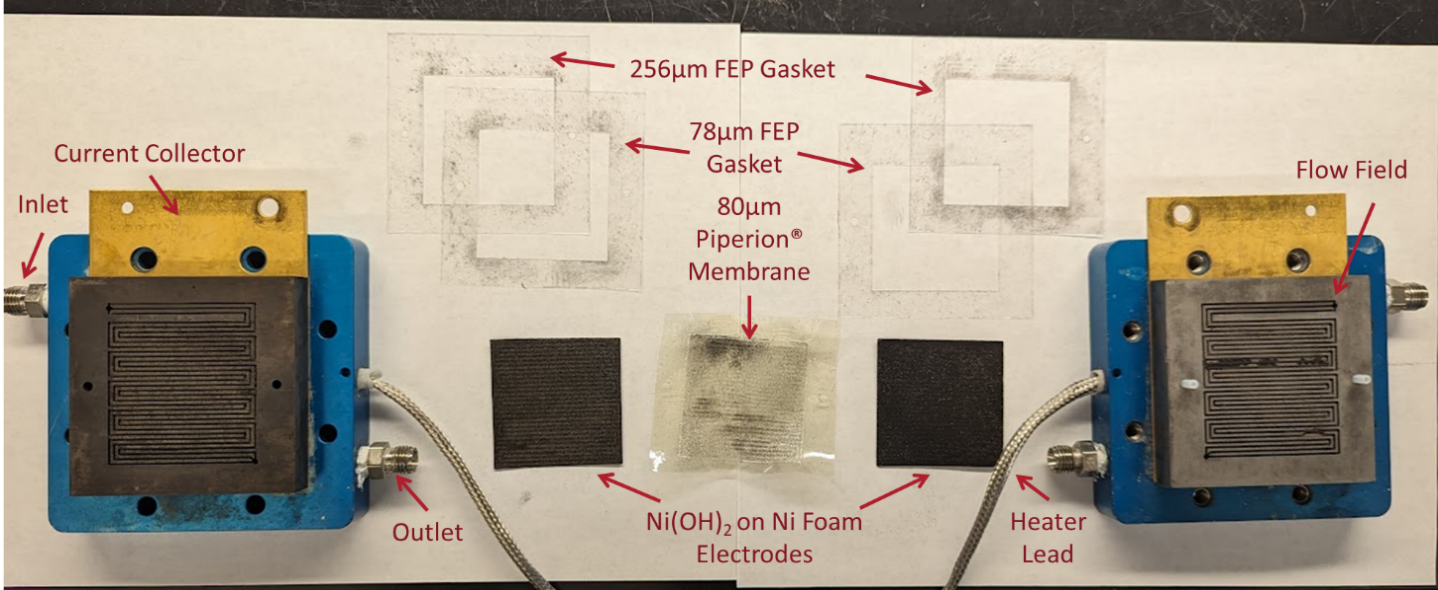 256µm FEP Gasket
78µm FEP
Gasket
Current Collector
Flow Field
Inlet
80µm
Piperion®
Membrane
Outlet
Ni(OH)₂ on Ni Foam
Electrodes
Heater
Lead